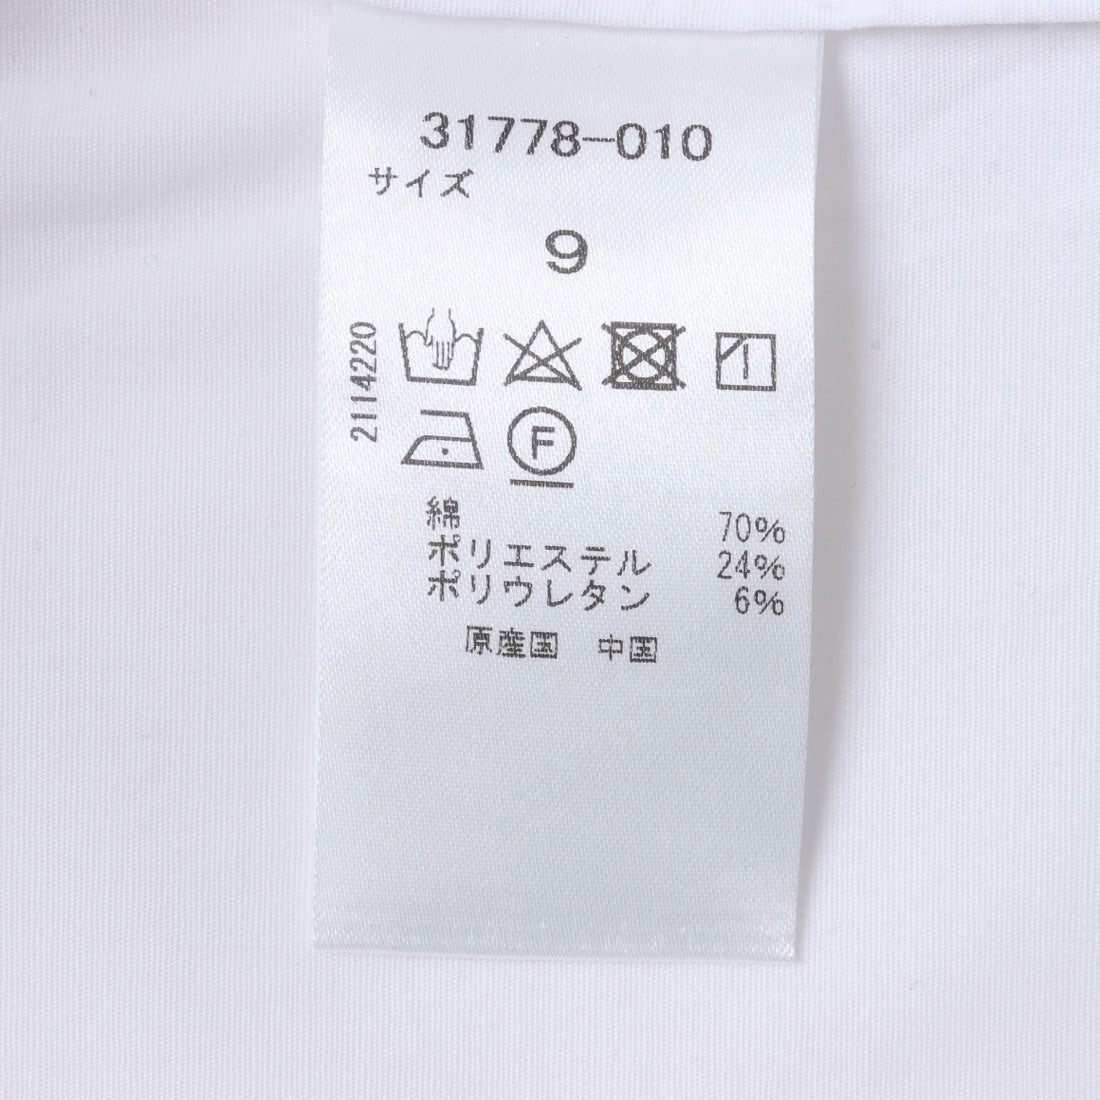 31778-010
サイズ
9
2114220
F
綿 70%
ポリエステル 24%
ポリウレタン 6%
原産国 中国